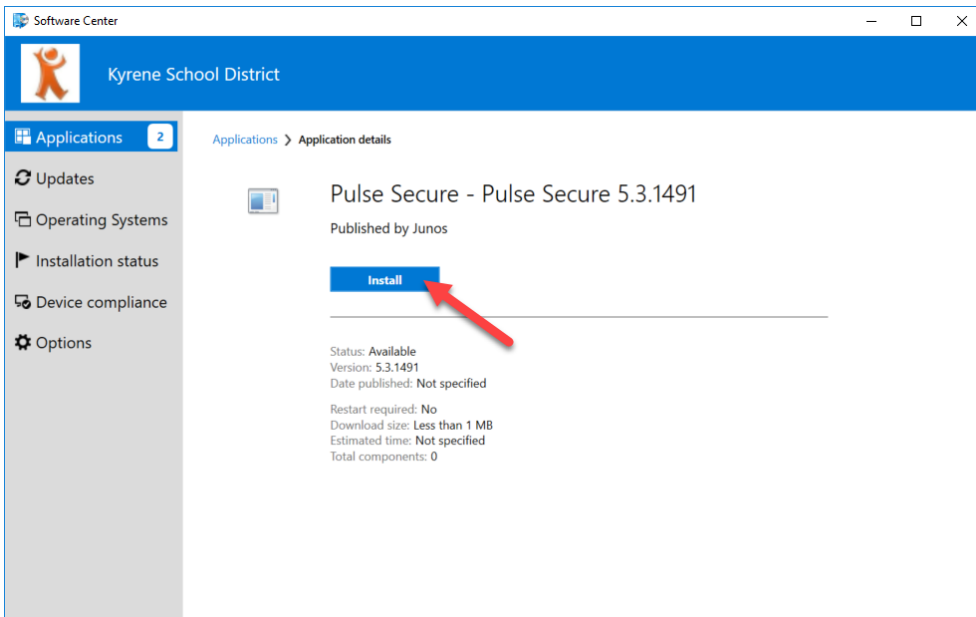 Software Center
Kyrene School District
Applications 2
Updates
Operating Systems
Installation status
Device compliance
Options
Applications ❯ Application details
Pulse Secure - Pulse Secure 5.3.1491
Published by Junos
Install
Status: Available
Version: 5.3.1491
Date published: Not specified
Restart required: No
Download size: Less than 1 MB
Estimated time: Not specified
Total components: 0